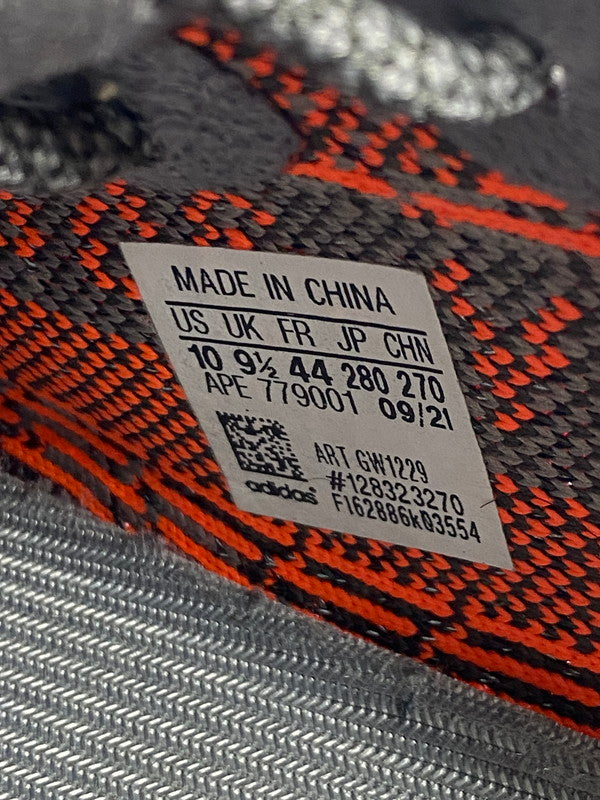 MADE IN CHINA
US UK FR JP CHN
10 9½ 44 280 270
APE 779001 09/21
ART GW1229
#128323270
adidas F162886K03554